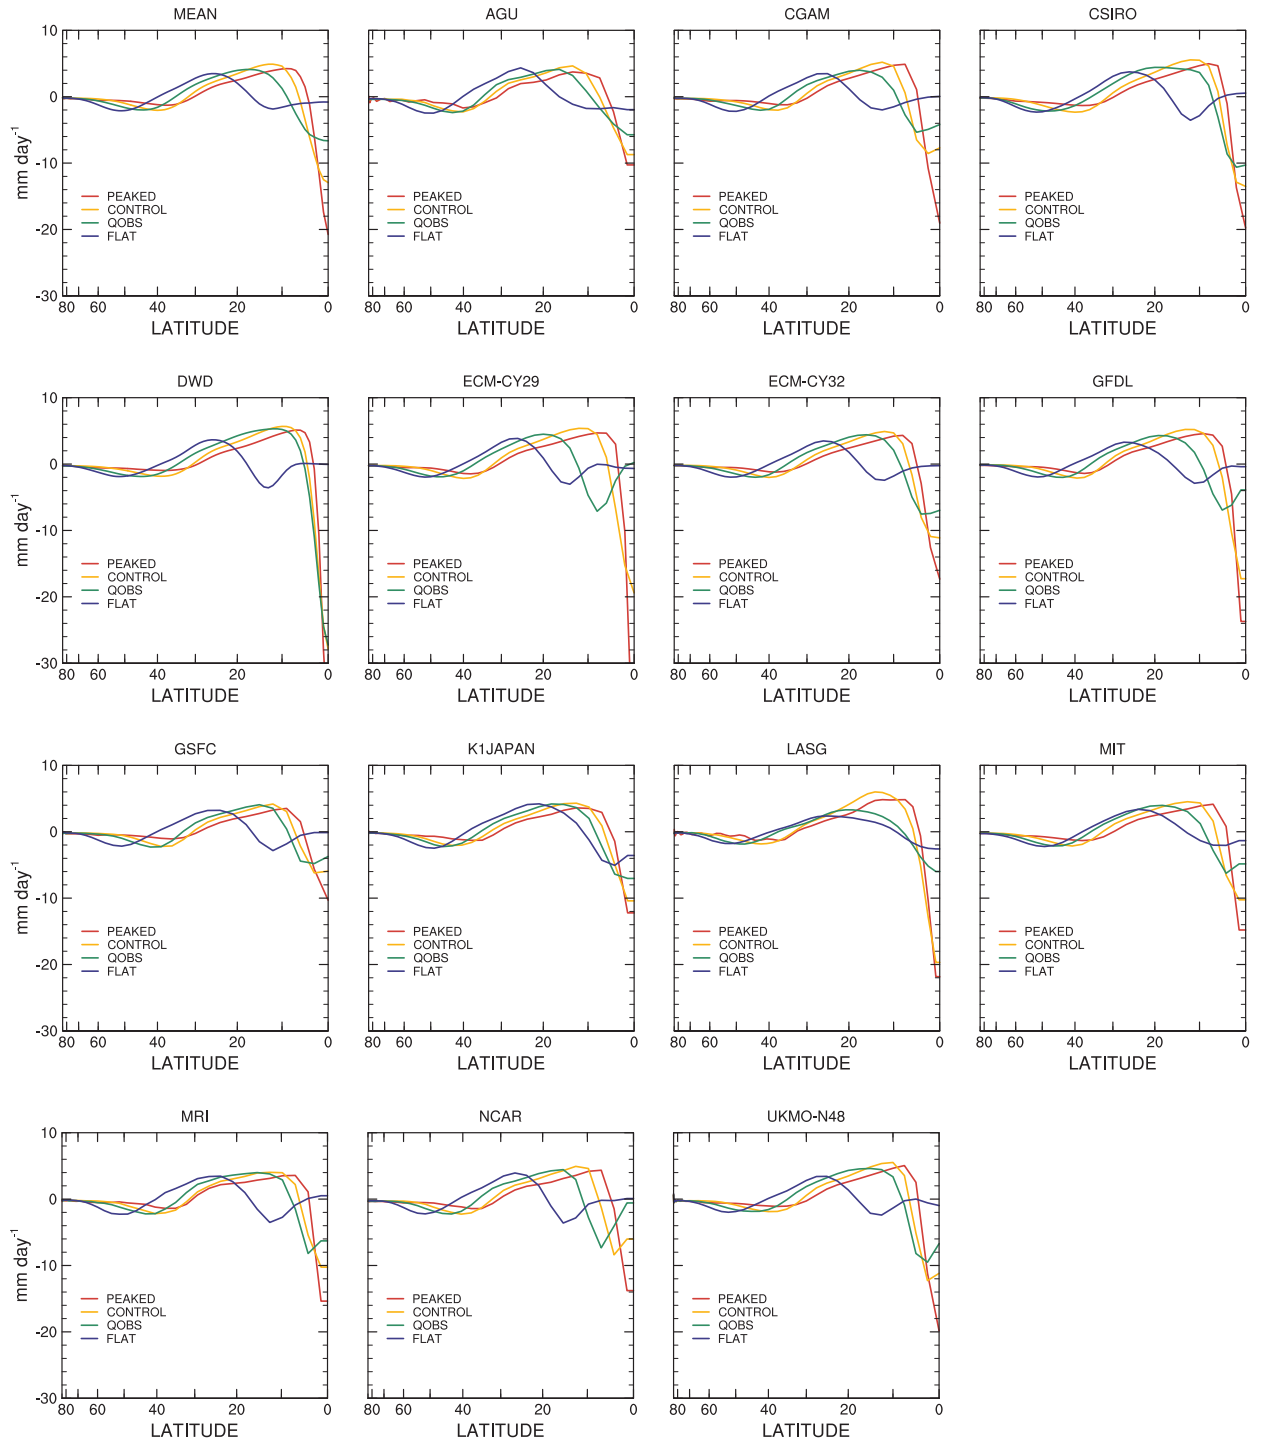 MEAN AGU CGAM CSIRO
10
0
-10
-20
-30
mm day-1
PEAKED PEAKED PEAKED PEAKED
CONTROL CONTROL CONTROL CONTROL
QOBS QOBS QOBS QOBS
FLAT FLAT FLAT FLAT
80 60 40 20 0 80 60 40 20 0 80 60 40 20 0 80 60 40 20 0
LATITUDE LATITUDE LATITUDE LATITUDE
DWD ECM-CY29 ECM-CY32 GFDL
10
0
-10
-20
-30
mm day-1
PEAKED PEAKED PEAKED PEAKED
CONTROL CONTROL CONTROL CONTROL
QOBS QOBS QOBS QOBS
FLAT FLAT FLAT FLAT
80 60 40 20 0 80 60 40 20 0 80 60 40 20 0 80 60 40 20 0
LATITUDE LATITUDE LATITUDE LATITUDE
GSFC K1JAPAN LASG MIT
10
0
-10
-20
-30
mm day-1
PEAKED PEAKED PEAKED PEAKED
CONTROL CONTROL CONTROL CONTROL
QOBS QOBS QOBS QOBS
FLAT FLAT FLAT FLAT
80 60 40 20 0 80 60 40 20 0 80 60 40 20 0 80 60 40 20 0
LATITUDE LATITUDE LATITUDE LATITUDE
MRI NCAR UKMO-N48
10
0
-10
-20
-30
mm day-1
PEAKED PEAKED PEAKED
CONTROL CONTROL CONTROL
QOBS QOBS QOBS
FLAT FLAT FLAT
80 60 40 20 0 80 60 40 20 0 80 60 40 20 0
LATITUDE LATITUDE LATITUDE